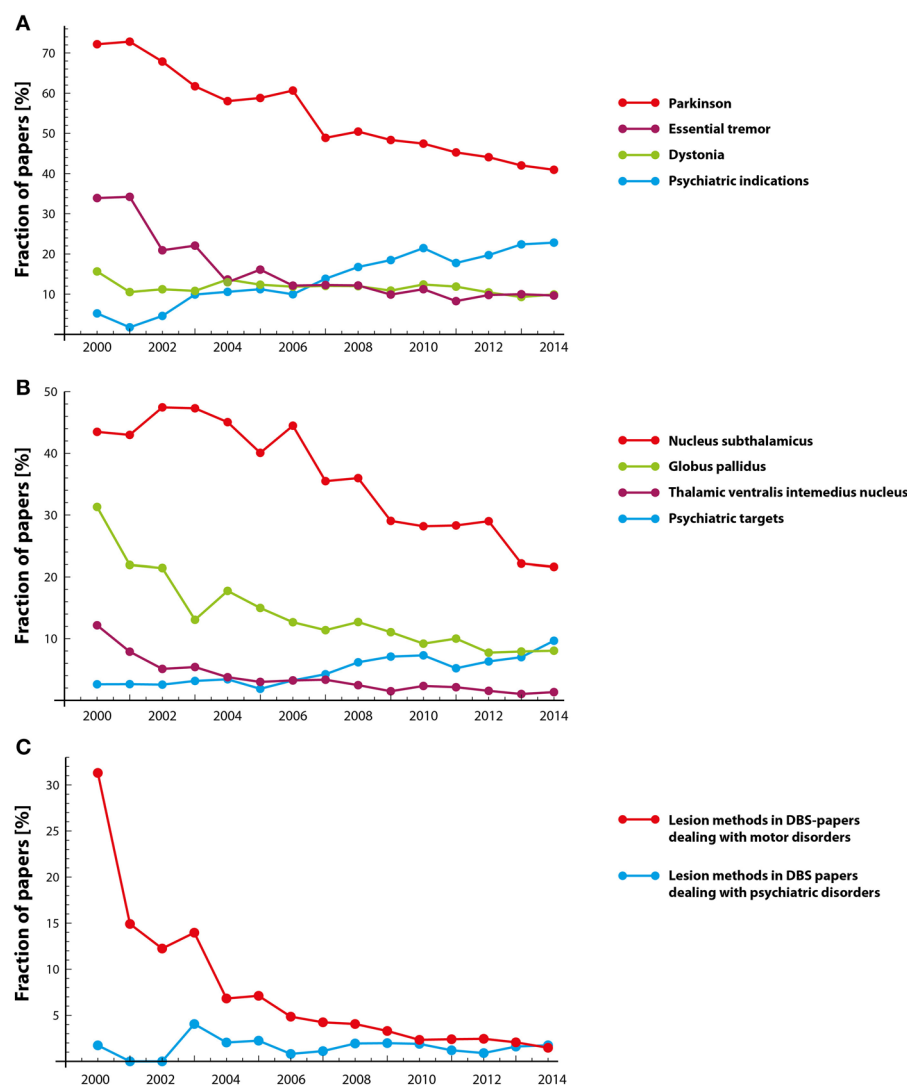 A
Fraction of papers [%]
70
60
50
40
30
20
10
2000 2002 2004 2006 2008 2010 2012 2014
Parkinson
Essential tremor
Dystonia
Psychiatric indications
B
Fraction of papers [%]
50
40
30
20
10
2000 2002 2004 2006 2008 2010 2012 2014
Nucleus subthalamicus
Globus pallidus
Thalamic ventralis intemedius nucleus
Psychiatric targets
C
Fraction of papers [%]
30
25
20
15
10
5
2000 2002 2004 2006 2008 2010 2012 2014
Lesion methods in DBS-papers
dealing with motor disorders
Lesion methods in DBS papers
dealing with psychiatric disorders